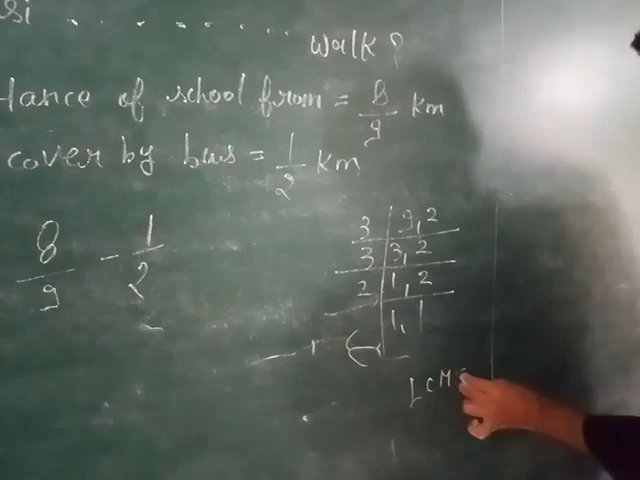 si . . . . . . . . . .
Walk ?
tance of school from = 8/9 km
cover by bus = 1/2 km
8/9 - 1/2
3 | 9, 2
3 | 3, 2
2 | 1, 2
1, 1
LCM